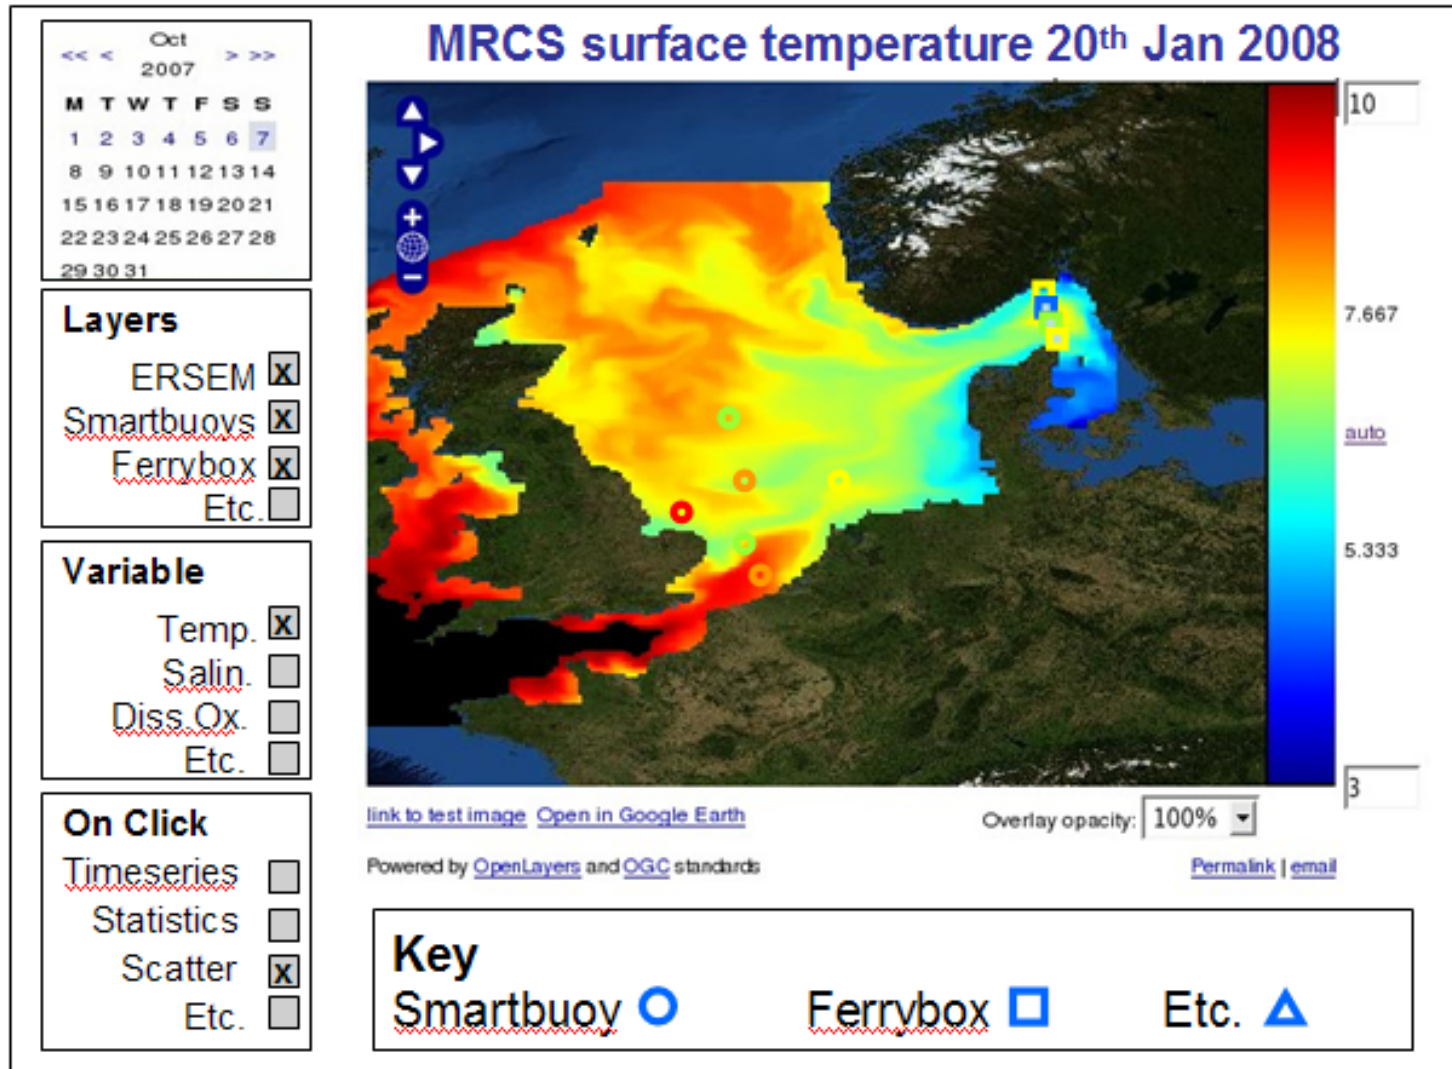 MRCS surface temperature 20th Jan 2008
<< < Oct > >>
2007
M T W T F S S
1 2 3 4 5 6 7
8 9 10 11 12 13 14
15 16 17 18 19 20 21
22 23 24 25 26 27 28
29 30 31
Layers
ERSEM X
Smartbuoys X
Ferrybox X
Etc.
Variable
Temp. X
Salin.
Diss.Ox.
Etc.
On Click
Timeseries
Statistics
Scatter X
Etc.
+
−
10
7.667
auto
5.333
3
link to test image Open in Google Earth
Overlay opacity: 100%
Powered by OpenLayers and OGC standards
Permalink | email
Key
Smartbuoy Ferrybox Etc.